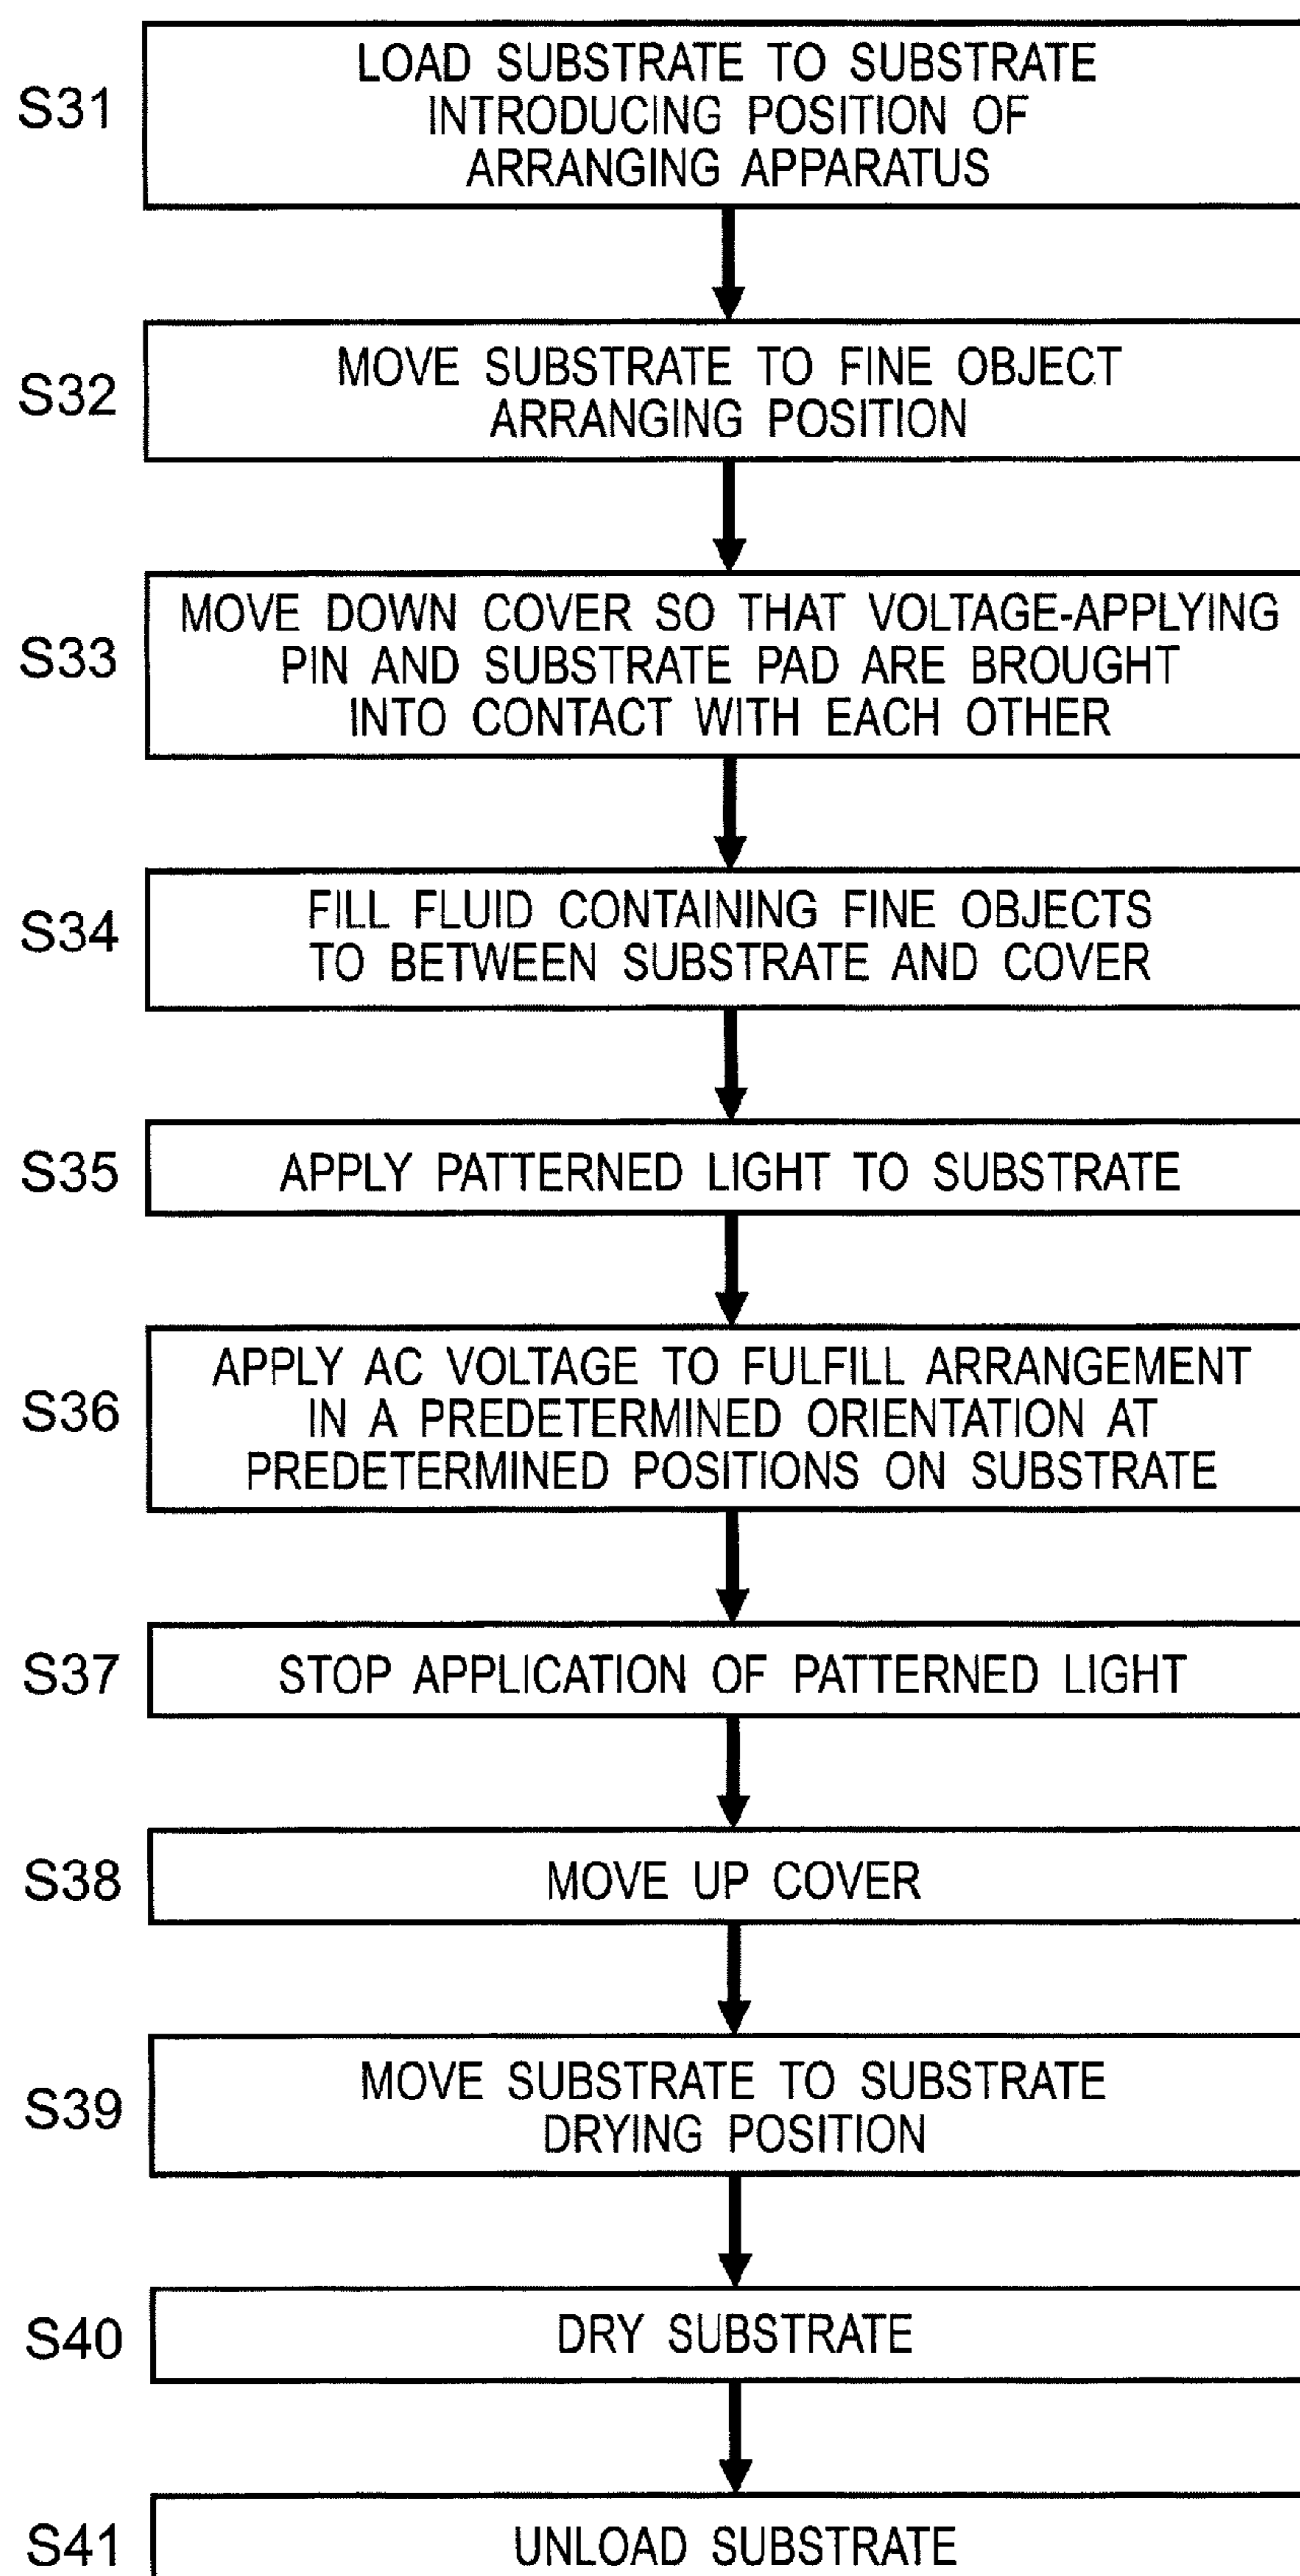 S31
LOAD SUBSTRATE TO SUBSTRATE
INTRODUCING POSITION OF
ARRANGING APPARATUS
S32
MOVE SUBSTRATE TO FINE OBJECT
ARRANGING POSITION
S33
MOVE DOWN COVER SO THAT VOLTAGE-APPLYING
PIN AND SUBSTRATE PAD ARE BROUGHT
INTO CONTACT WITH EACH OTHER
S34
FILL FLUID CONTAINING FINE OBJECTS
TO BETWEEN SUBSTRATE AND COVER
S35
APPLY PATTERNED LIGHT TO SUBSTRATE
S36
APPLY AC VOLTAGE TO FULFILL ARRANGEMENT
IN A PREDETERMINED ORIENTATION AT
PREDETERMINED POSITIONS ON SUBSTRATE
S37
STOP APPLICATION OF PATTERNED LIGHT
S38
MOVE UP COVER
S39
MOVE SUBSTRATE TO SUBSTRATE
DRYING POSITION
S40
DRY SUBSTRATE
S41
UNLOAD SUBSTRATE